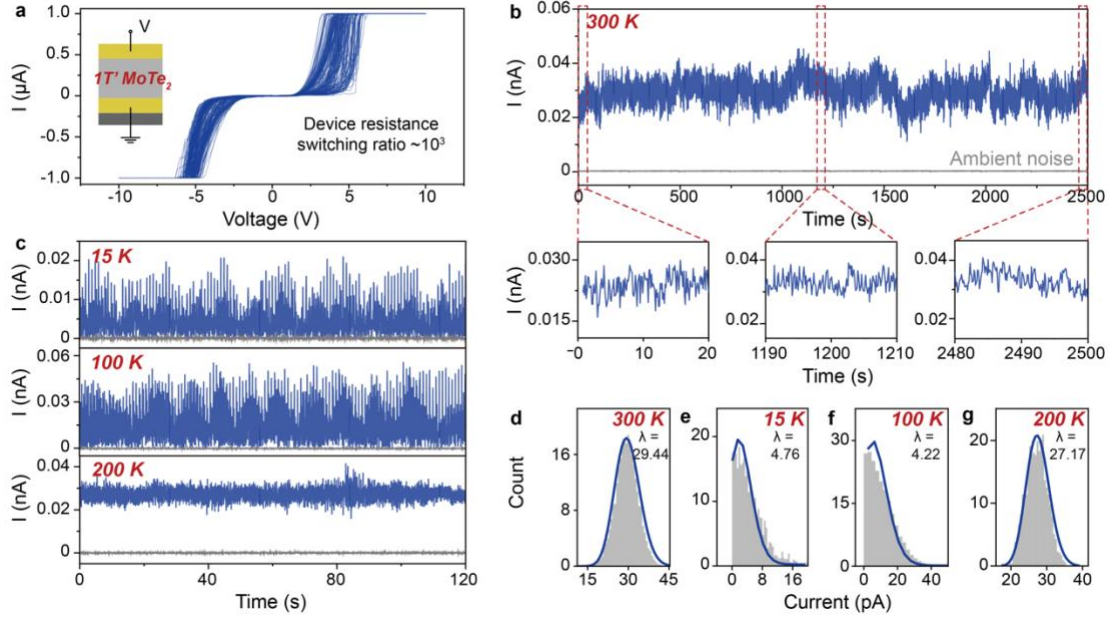 a
V
1T' MoTe2
I (µA)
1.0
0.5
0
-0.5
-1.0
Device resistance
switching ratio ~10³
-10 -5 0 5 10
Voltage (V)
b
300 K
I (nA)
0.06
0.04
0.02
0
Ambient noise
0 500 1000 1500 2000 2500
Time (s)
I (nA)
0.030
0.015
0 10 20
0.04
0.02
1190 1200 1210
0.04
0.02
2480 2490 2500
Time (s)
c
15 K
I (nA)
0.02
0.01
0
100 K
I (nA)
0.06
0.03
0
200 K
I (nA)
0.04
0.02
0
0 40 80 120
Time (s)
d
300 K
λ =
29.44
Count
16
8
0
15 30 45
e
15 K
λ =
4.76
20
10
0
0 8 16
f
100 K
λ =
4.22
30
15
0
0 20 40
g
200 K
λ =
27.17
20
10
0
20 30 40
Current (pA)